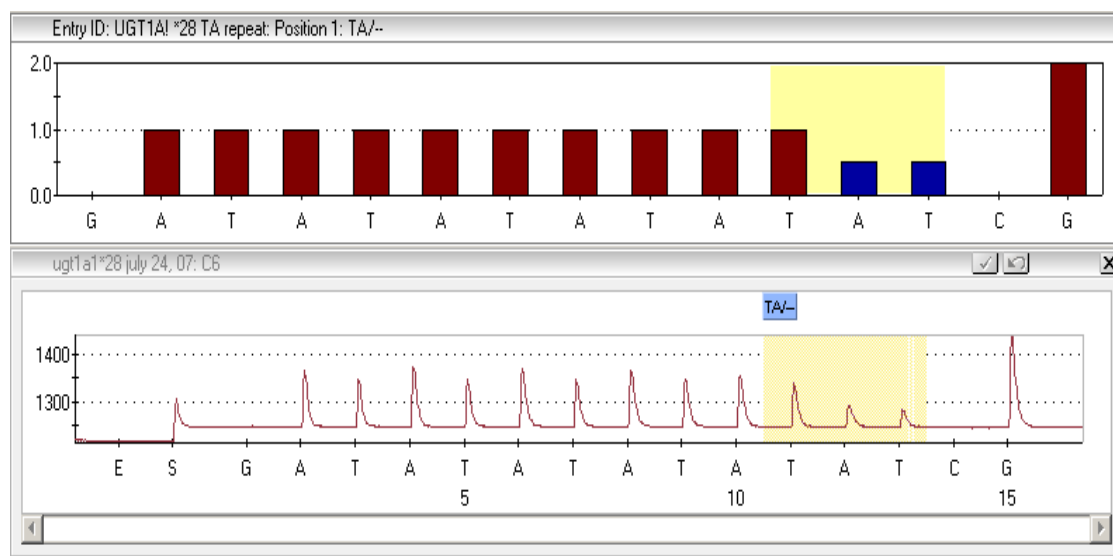 Entry ID: UGT1A! *28 TA repeat: Position 1: TA/--
2.0
1.0
0.0
G A T A T A T A T A T A T C G
ugt1a1*28 july 24, 07: C6
TA/--
1400
1300
E S G A T A T A T A T A T A T C G
5 10 15